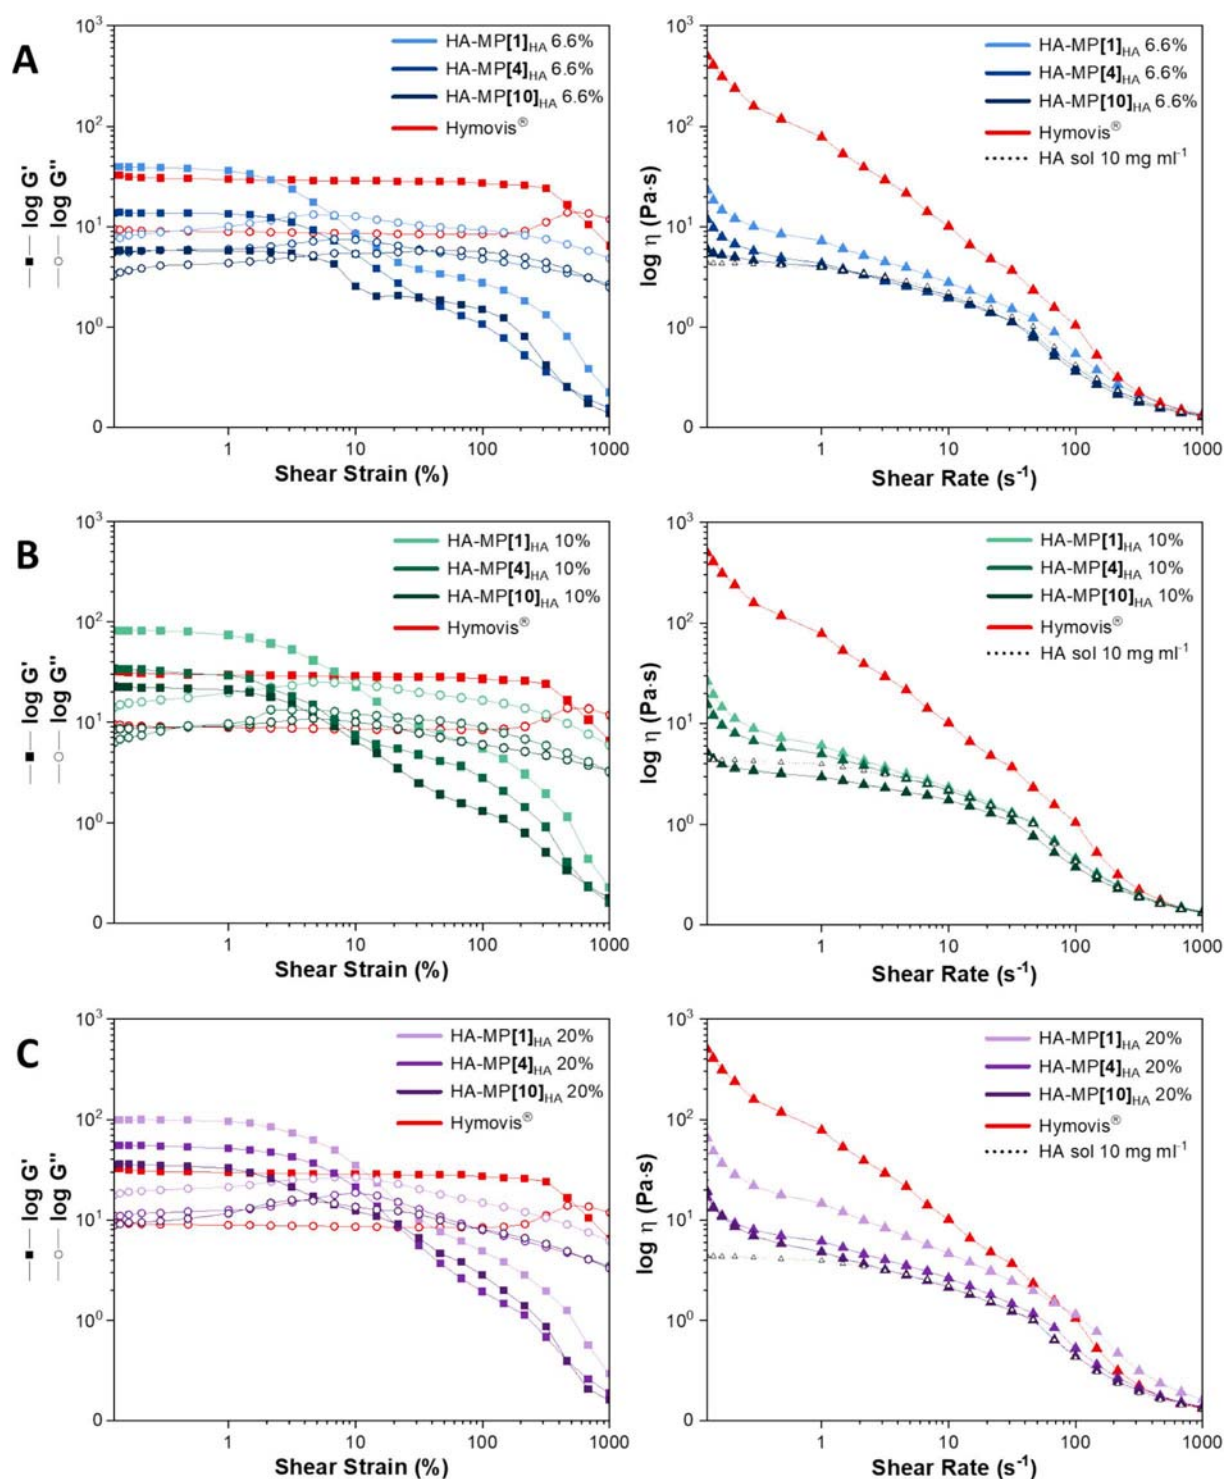 A
10³
10²
10¹
10⁰
0
HA-MP[1]HA 6.6%
HA-MP[4]HA 6.6%
HA-MP[10]HA 6.6%
Hymovis®
log G'
log G''
1 10 100 1000
Shear Strain (%)
10³
10²
10¹
10⁰
0
HA-MP[1]HA 6.6%
HA-MP[4]HA 6.6%
HA-MP[10]HA 6.6%
Hymovis®
HA sol 10 mg ml⁻¹
log η (Pa·s)
1 10 100 1000
Shear Rate (s⁻¹)
B
10³
10²
10¹
10⁰
0
HA-MP[1]HA 10%
HA-MP[4]HA 10%
HA-MP[10]HA 10%
Hymovis®
log G'
log G''
1 10 100 1000
Shear Strain (%)
10³
10²
10¹
10⁰
0
HA-MP[1]HA 10%
HA-MP[4]HA 10%
HA-MP[10]HA 10%
Hymovis®
HA sol 10 mg ml⁻¹
log η (Pa·s)
1 10 100 1000
Shear Rate (s⁻¹)
C
10³
10²
10¹
10⁰
0
HA-MP[1]HA 20%
HA-MP[4]HA 20%
HA-MP[10]HA 20%
Hymovis®
log G'
log G''
1 10 100 1000
Shear Strain (%)
10³
10²
10¹
10⁰
0
HA-MP[1]HA 20%
HA-MP[4]HA 20%
HA-MP[10]HA 20%
Hymovis®
HA sol 10 mg ml⁻¹
log η (Pa·s)
1 10 100 1000
Shear Rate (s⁻¹)